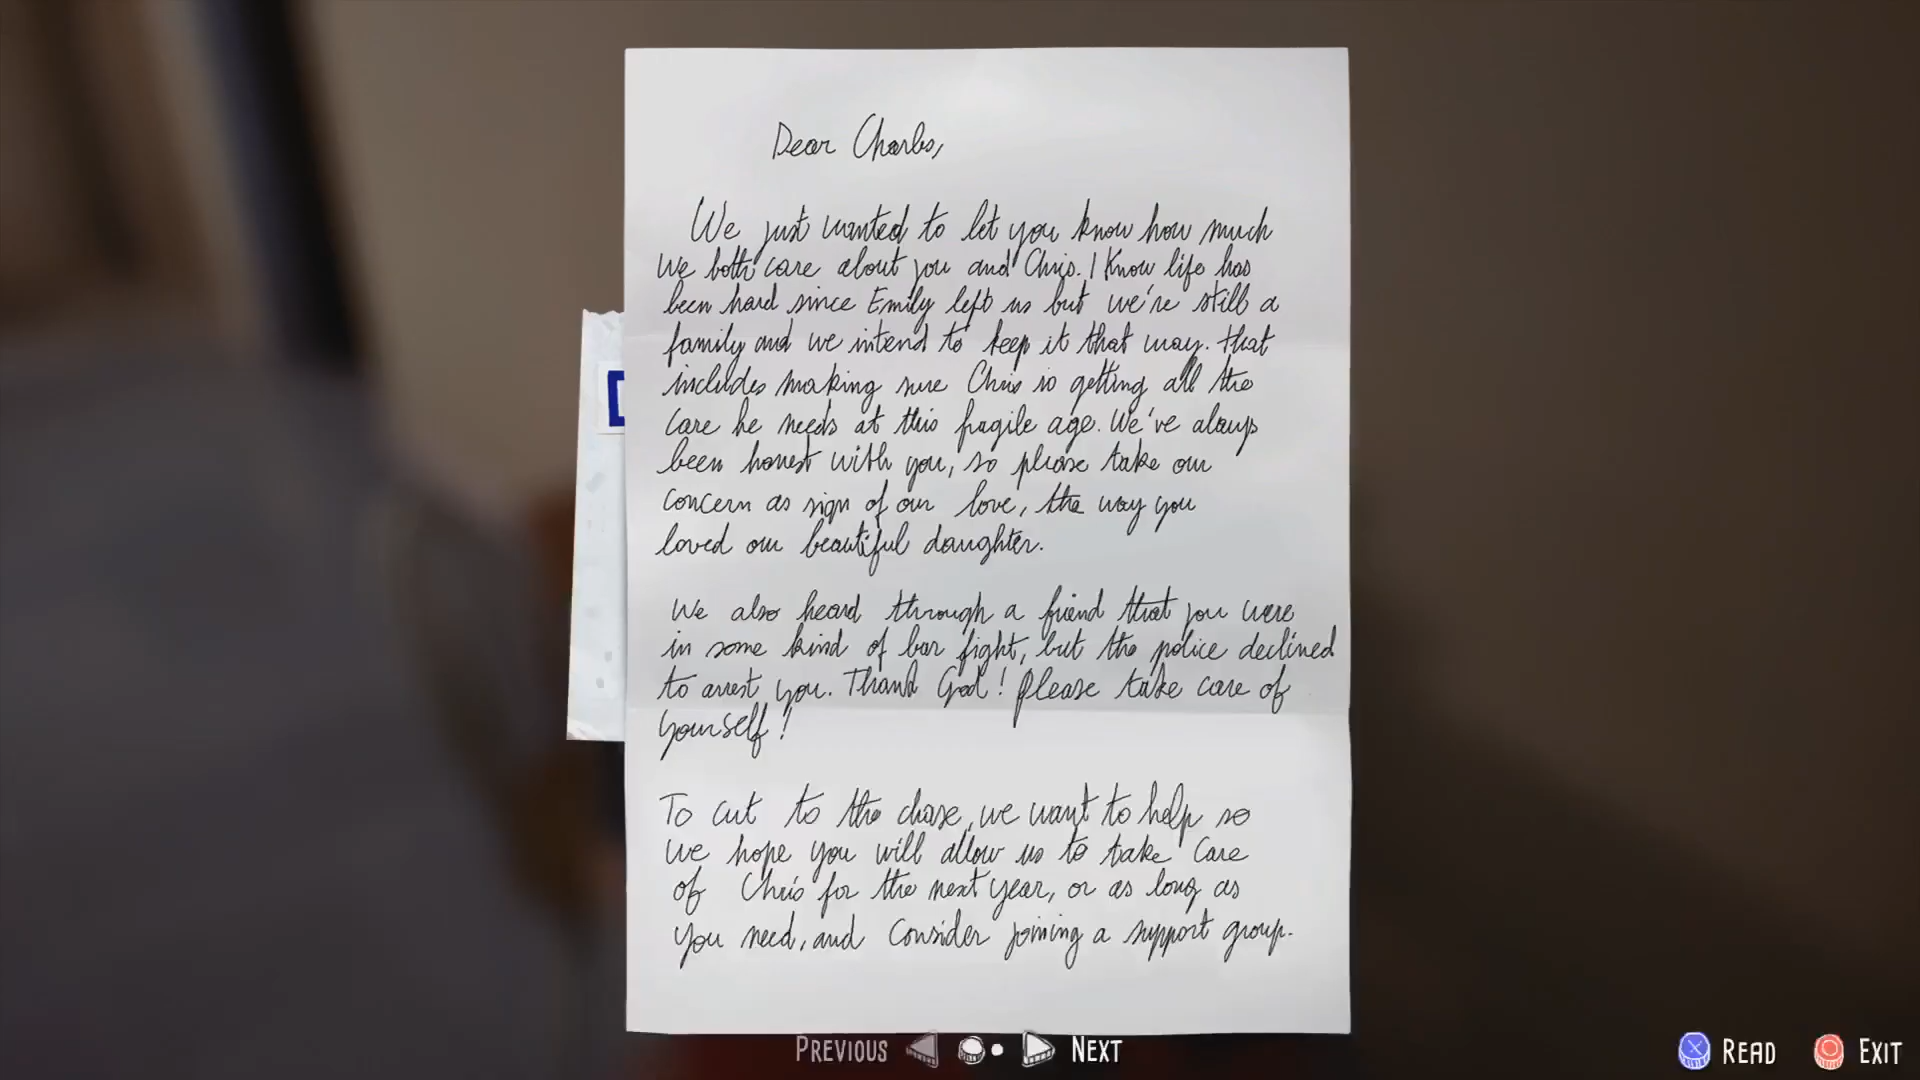 Dear Charles,
We just wanted to let you know how much
we both care about you and Chris. I know life has
been hard since Emily left us but we're still a
family and we intend to keep it that way. That
includes making sure Chris is getting all the
care he needs at this fragile age. We've always
been honest with you, so please take our
concern as sign of our love, the way you
loved our beautiful daughter.
We also heard through a friend that you were
in some kind of bar fight, but the police declined
to arrest you. Thank God! Please take care of
yourself!
To cut to the chase, we want to help so
we hope you will allow us to take care
of Chris for the next year, or as long as
you need, and consider joining a support group.
PREVIOUS NEXT
READ EXIT